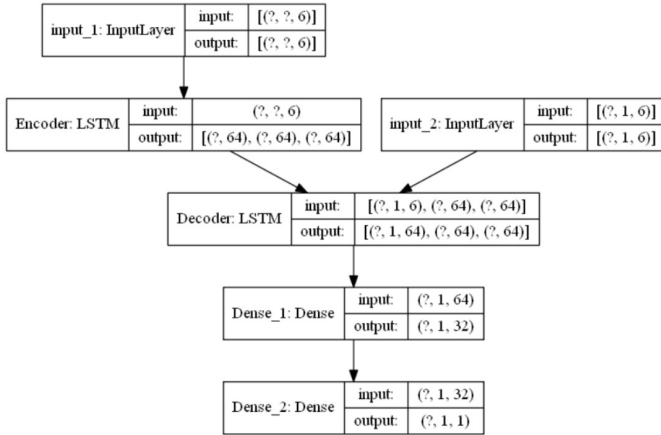 input_1: InputLayer
input: [(?, ?, 6)]
output: [(?, ?, 6)]
Encoder: LSTM
input: (?, ?, 6)
output: [(?, 64), (?, 64), (?, 64)]
input_2: InputLayer
input: [(?, 1, 6)]
output: [(?, 1, 6)]
Decoder: LSTM
input: [(?, 1, 6), (?, 64), (?, 64)]
output: [(?, 1, 64), (?, 64), (?, 64)]
Dense_1: Dense
input: (?, 1, 64)
output: (?, 1, 32)
Dense_2: Dense
input: (?, 1, 32)
output: (?, 1, 1)